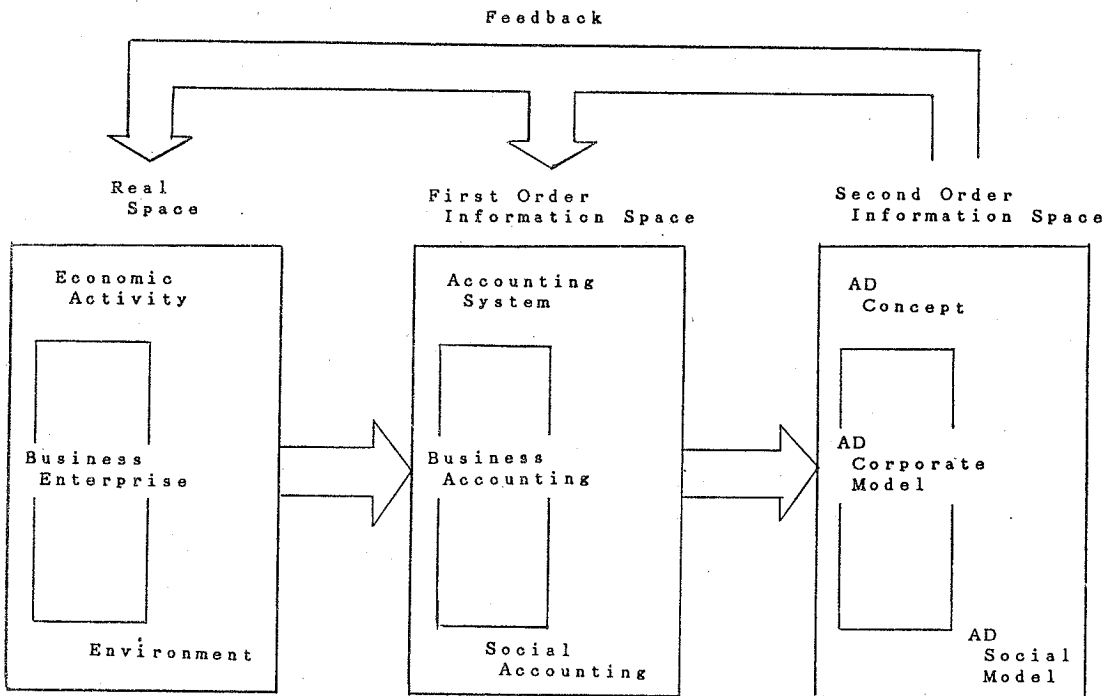 Feedback
Real
Space
First Order
Information Space
Second Order
Information Space
Economic
Activity
Business
Enterprise
Environment
Accounting
System
Business
Accounting
Social
Accounting
AD
Concept
AD
Corporate
Model
AD
Social
Model